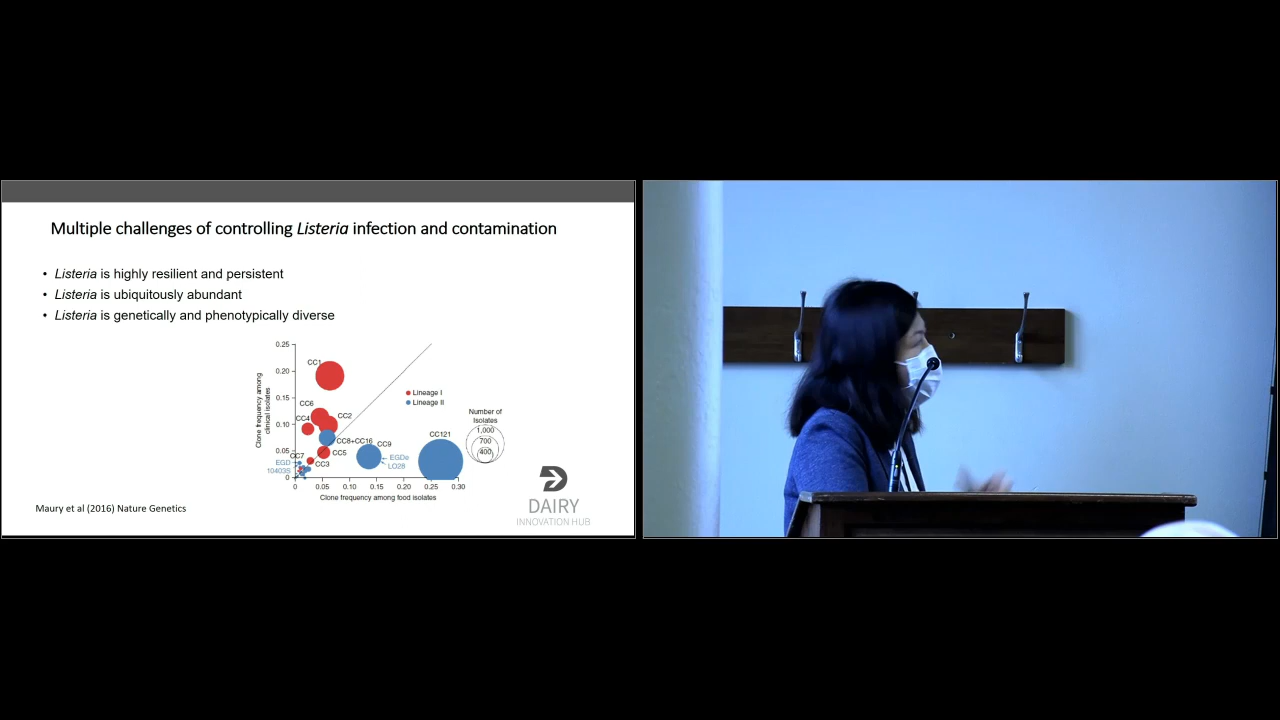 Multiple challenges of controlling Listeria infection and contamination
• Listeria is highly resilient and persistent
• Listeria is ubiquitously abundant
• Listeria is genetically and phenotypically diverse
0.25
0.20
0.15
0.10
0.05
0
Clone frequency among
clinical isolates
CC1
CC6
CC4
CC2
CC8+CC16
CC9
CC5
CC7
CC3
EGD
10403S
EGDe
LO28
CC121
Lineage I
Lineage II
Number of
Isolates
1,000
700
400
0 0.05 0.10 0.15 0.20 0.25 0.30
Clone frequency among food isolates
Maury et al (2016) Nature Genetics
DAIRY
INNOVATION HUB